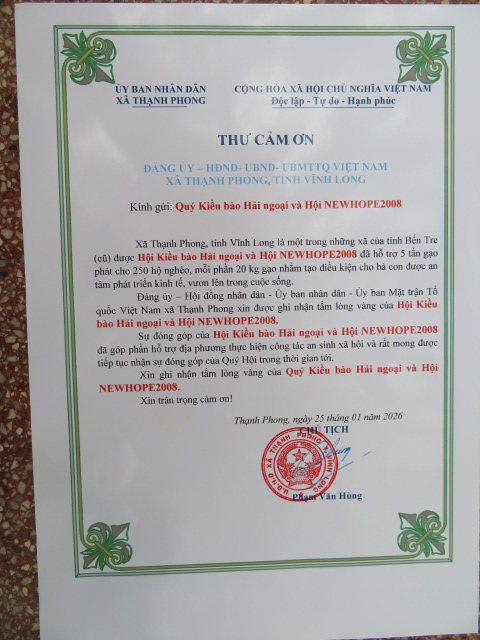 ỦY BAN NHÂN DÂN
XÃ THẠNH PHONG
CỘNG HÒA XÃ HỘI CHỦ NGHĨA VIỆT NAM
Độc lập - Tự do - Hạnh phúc
THƯ CẢM ƠN
ĐẢNG ỦY – HĐND- UBND- UBMTTQ VIỆT NAM
XÃ THẠNH PHONG, TỈNH VĨNH LONG
Kính gửi: Quý Kiều bào Hải ngoại và Hội NEWHOPE2008
Xã Thạnh Phong, tỉnh Vĩnh Long là một trong những xã của tỉnh Bến Tre
(cũ) được Hội Kiều bào Hải ngoại và Hội NEWHOPE2008 đã hỗ trợ 5 tấn gạo
phát cho 250 hộ nghèo, mỗi phần 20 kg gạo nhằm tạo điều kiện cho bà con được an
tâm phát triển kinh tế, vươn lên trong cuộc sống.
Đảng ủy – Hội đồng nhân dân - Ủy ban nhân dân - Ủy ban Mặt trận Tổ
quốc Việt Nam xã Thạnh Phong xin được ghi nhận tấm lòng vàng của Hội Kiều
bào Hải ngoại và Hội NEWHOPE2008.
Sự đóng góp của Hội Kiều bào Hải ngoại và Hội NEWHOPE2008
đã góp phần hỗ trợ địa phương thực hiện công tác an sinh xã hội và rất mong được
tiếp tục nhận sự đóng góp của Quý Hội trong thời gian tới.
Xin ghi nhận tấm lòng vàng của Quý Kiều bào Hải ngoại và Hội
NEWHOPE2008.
Xin trân trọng cảm ơn!
Thạnh Phong, ngày 25 tháng 01 năm 2026
CHỦ TỊCH
U.B.N.D XÃ THẠNH PHONG T.VĨNH LONG
Phạm Văn Hùng